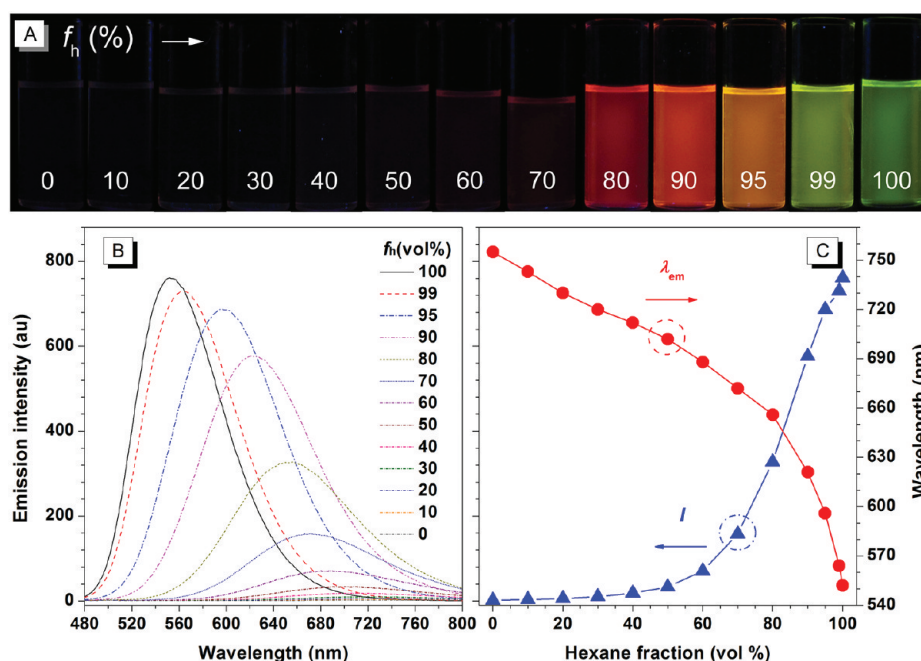 A
fh (%) →
0 10 20 30 40 50 60 70 80 90 95 99 100
B
Emission intensity (au)
800
600
400
200
0
480 520 560 600 640 680 720 760 800
Wavelength (nm)
fh(vol%)
100
99
95
90
80
70
60
50
40
30
20
10
0
C
λem
I
750
720
690
660
630
600
570
540
Wavelength (nm)
0 20 40 60 80 100
Hexane fraction (vol %)